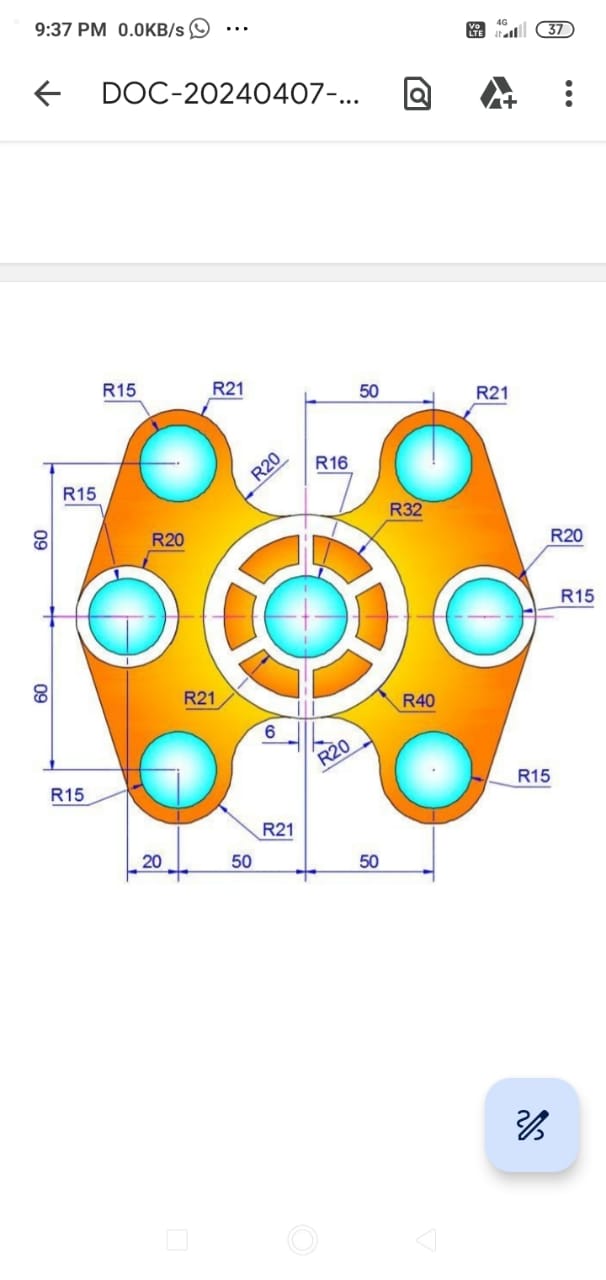 9:37 PM 0.0KB/s ...
Vo LTE 4G 37
DOC-20240407-...
R15 R21 50 R21
R20 R16
R15 R32
60 R20 R20
R15
60 R21 R40
6 R20
R15 R15
R21
20 50 50